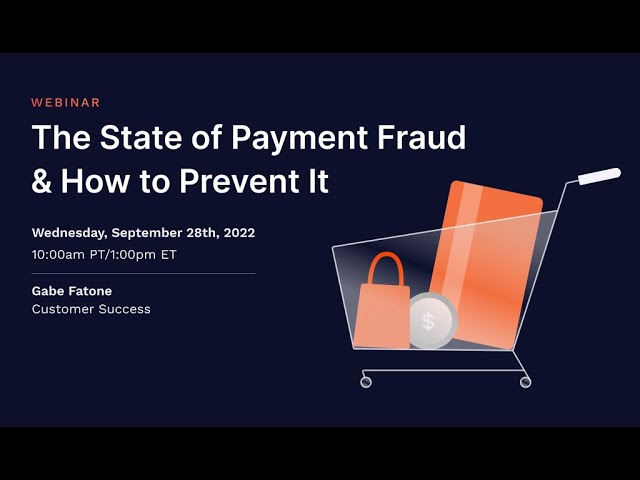 WEBINAR
The State of Payment Fraud
& How to Prevent It
Wednesday, September 28th, 2022
10:00am PT/1:00pm ET
Gabe Fatone
Customer Success
$